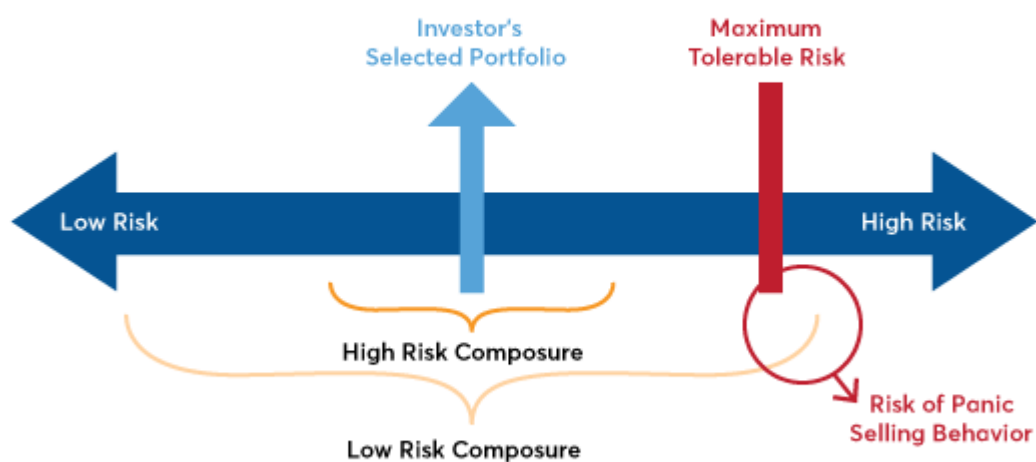 Investor's
Selected Portfolio
Maximum
Tolerable Risk
Low Risk
High Risk
High Risk Composure
Low Risk Composure
Risk of Panic
Selling Behavior